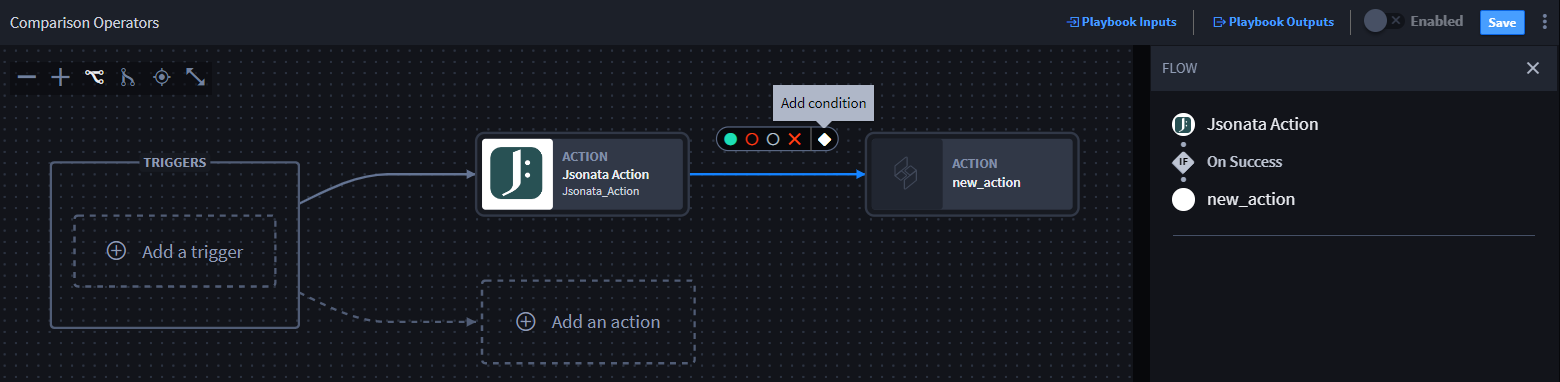 Comparison Operators
Playbook Inputs
Playbook Outputs
Enabled
Save
FLOW
Add condition
TRIGGERS
Add a trigger
J:
ACTION
Jsonata Action
Jsonata_Action
ACTION
new_action
Add an action
Jsonata Action
IF
On Success
new_action